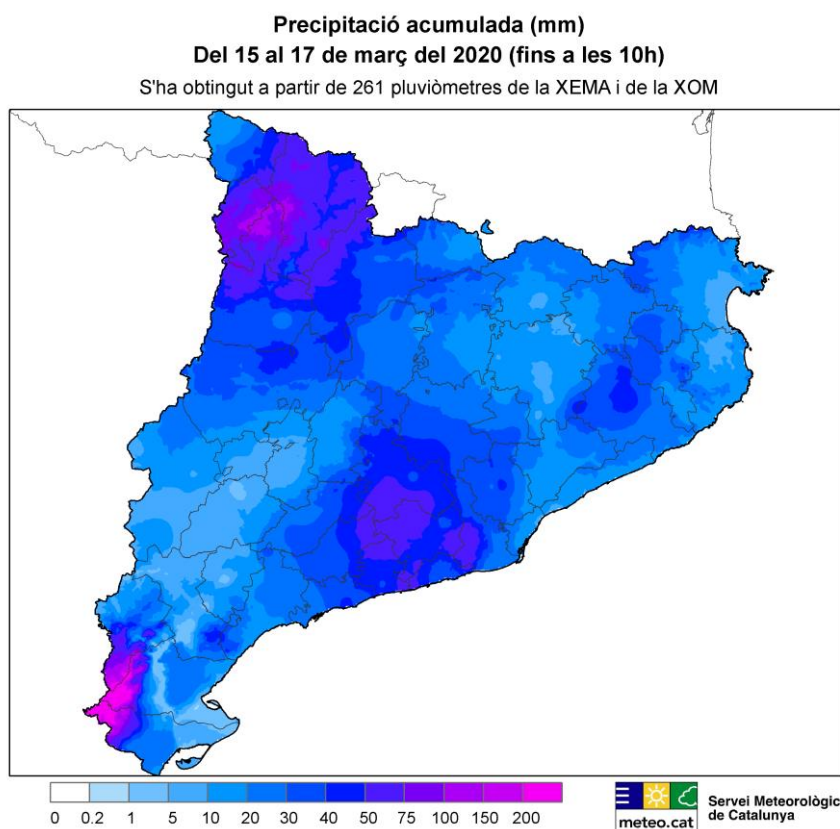 Precipitació acumulada (mm)
Del 15 al 17 de març del 2020 (fins a les 10h)
S'ha obtingut a partir de 261 pluviòmetres de la XEMA i de la XOM
0 0.2 1 5 10 20 30 40 50 75 100 150 200
meteo.cat
Servei Meteorològic
de Catalunya